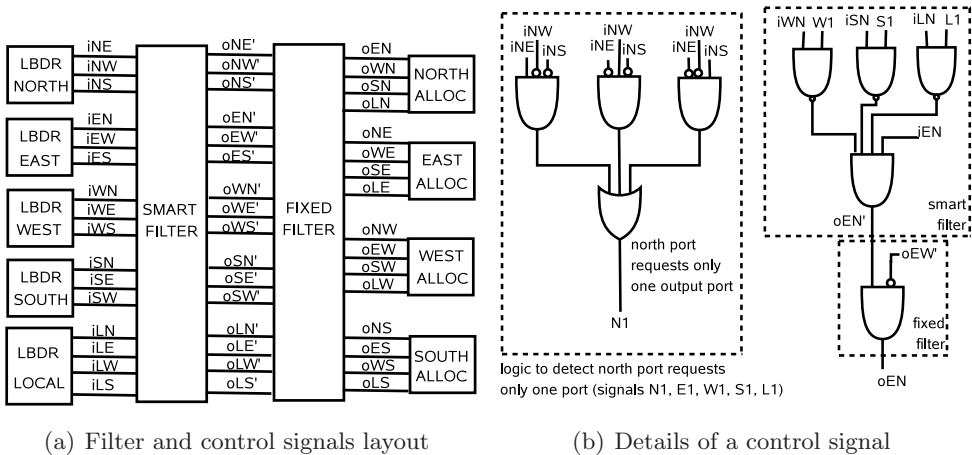 LBDR
NORTH
iNE
iNW
iNS
LBDR
EAST
iEN
iEW
iES
LBDR
WEST
iWN
iWE
iWS
LBDR
SOUTH
iSN
iSE
iSW
LBDR
LOCAL
iLN
iLE
iLW
iLS
SMART
FILTER
oNE'
oNW'
oNS'
oEN'
oEW'
oES'
oWN'
oWE'
oWS'
oSN'
oSE'
oSW'
oLN'
oLE'
oLW'
oLS'
FIXED
FILTER
oEN
oWN
oSN
oLN
NORTH
ALLOC
oNE
oWE
oSE
oLE
EAST
ALLOC
oNW
oEW
oSW
oLW
WEST
ALLOC
oNS
oES
oWS
oLS
SOUTH
ALLOC
(a) Filter and control signals layout
iNW
iNE iNS
iNW
iNE iNS
iNW
iNE iNS
north port
requests only
one output port
N1
logic to detect north port requests
only one port (signals N1, E1, W1, S1, L1)
iWN W1
iSN S1
iLN L1
iEN
oEN'
smart
filter
oEW'
fixed
filter
oEN
(b) Details of a control signal